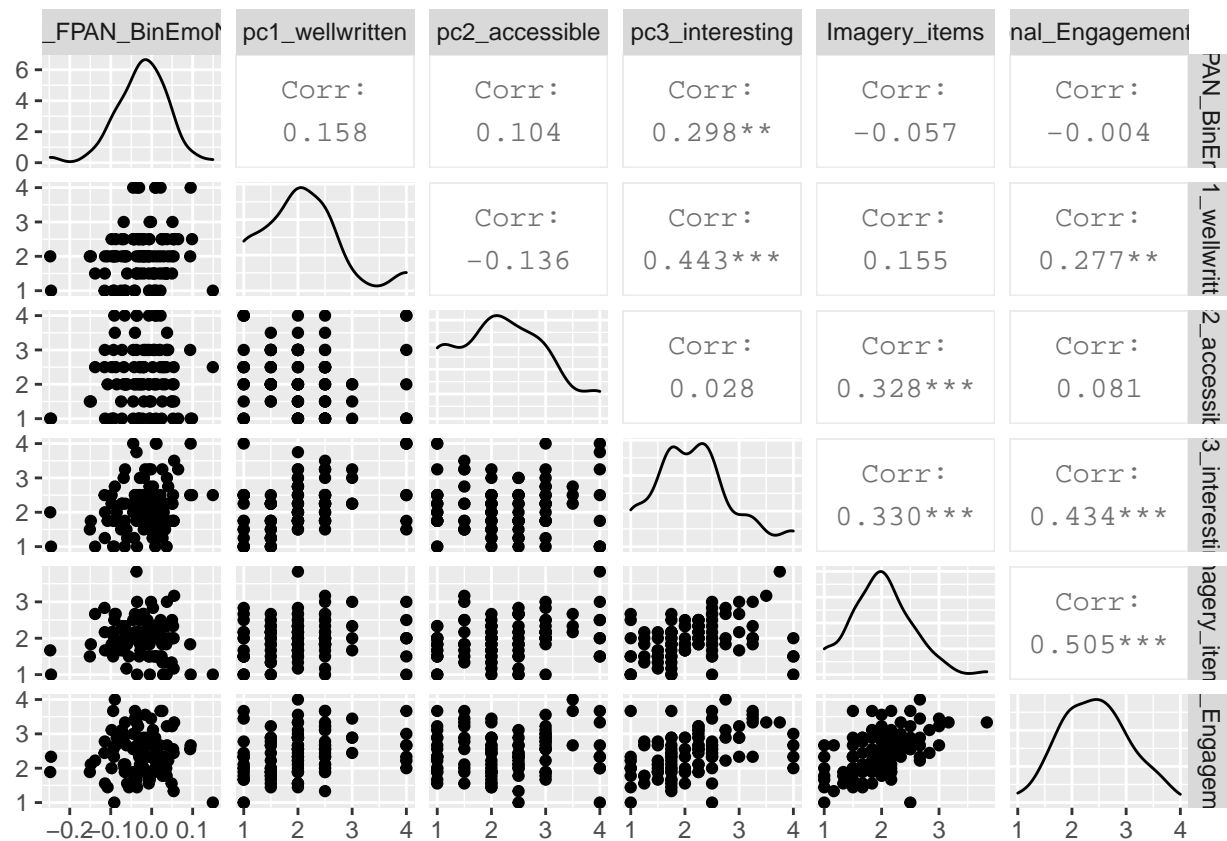 _FPAN_BinEmoN pc1_wellwritten pc2_accessible pc3_interesting Imagery_items nal_Engagement
6
4
2
0
Corr: Corr: Corr: Corr: Corr:
0.158 0.104 0.298** −0.057 −0.004
PAN_BinEr
4
3
2
1
Corr: Corr: Corr: Corr:
−0.136 0.443*** 0.155 0.277**
1_wellwritt
4
3
2
1
Corr: Corr: Corr:
0.028 0.328*** 0.081
2_accessib
4
3
2
1
Corr: Corr:
0.330*** 0.434***
3_interesti
3
2
1
Corr:
0.505***
nagery_iten
4
3
2
1
_Engagem
−0.2 −0.1 0.0 0.1 1 2 3 4 1 2 3 4 1 2 3 4 1 2 3 1 2 3 4